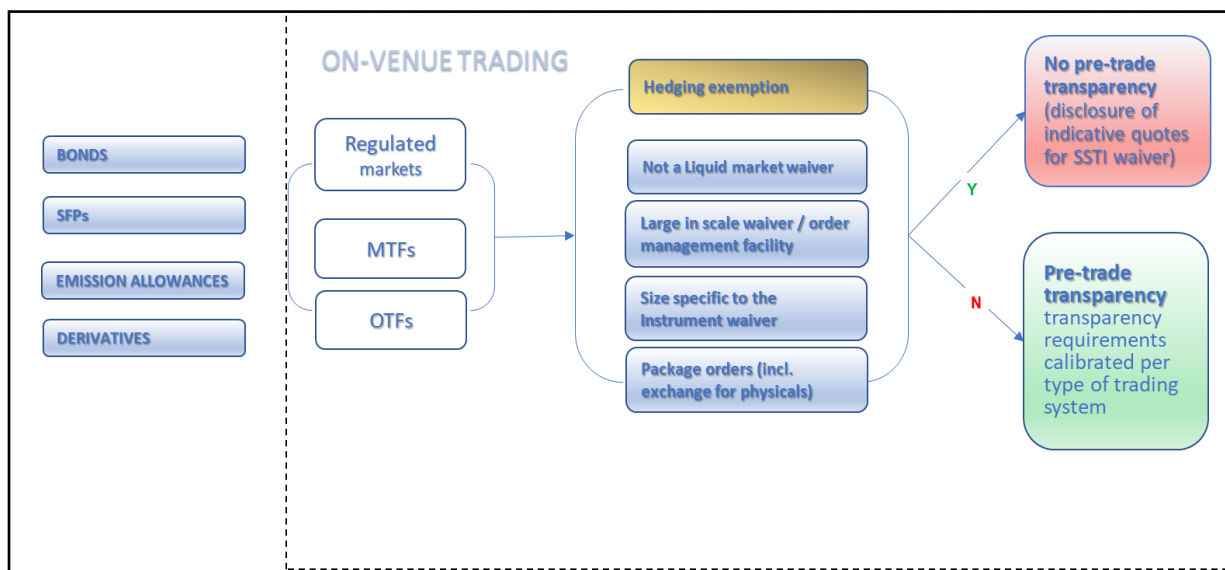 ON-VENUE TRADING
BONDS
SFPs
EMISSION ALLOWANCES
DERIVATIVES
Regulated
markets
MTFs
OTFs
Hedging exemption
Not a Liquid market waiver
Large in scale waiver / order
management facility
Size specific to the
Instrument waiver
Package orders (incl.
exchange for physicals)
Y
N
No pre-trade
transparency
(disclosure of
indicative quotes
for SSTI waiver)
Pre-trade
transparency
transparency
requirements
calibrated per
type of trading
system